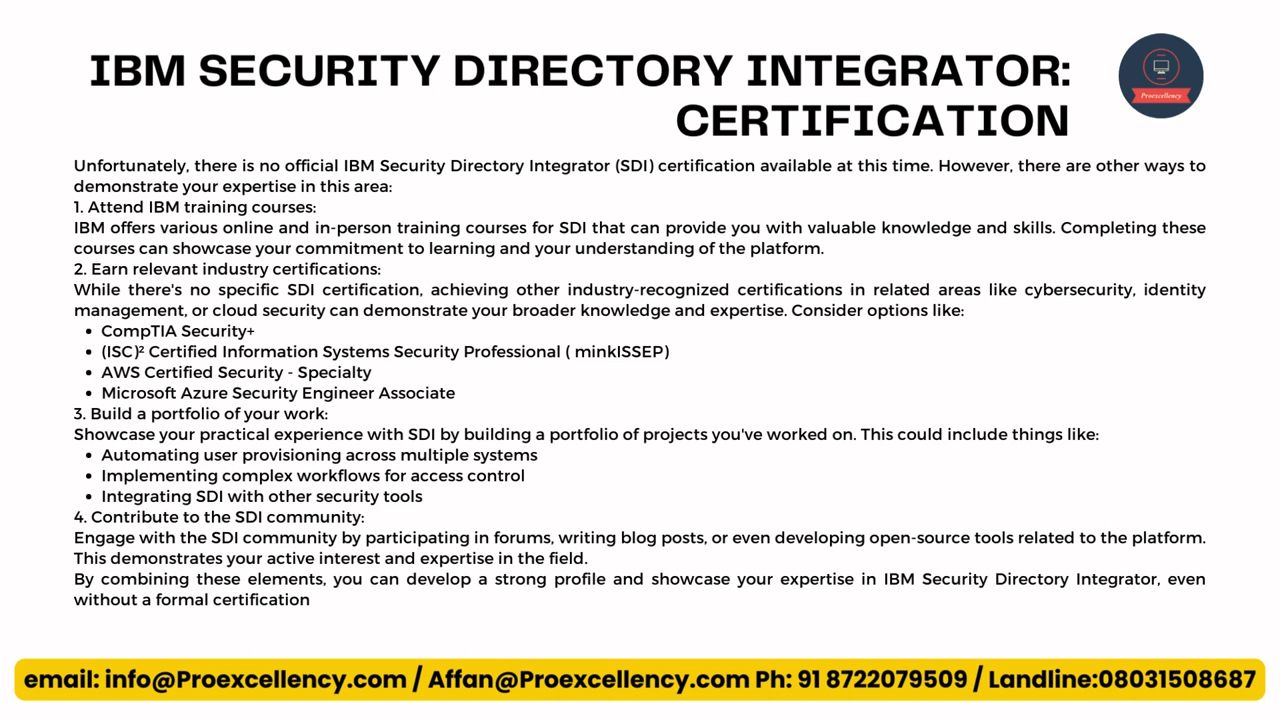 IBM SECURITY DIRECTORY INTEGRATOR:
CERTIFICATION
Proexcellency
Unfortunately, there is no official IBM Security Directory Integrator (SDI) certification available at this time. However, there are other ways to
demonstrate your expertise in this area:
1. Attend IBM training courses:
IBM offers various online and in-person training courses for SDI that can provide you with valuable knowledge and skills. Completing these
courses can showcase your commitment to learning and your understanding of the platform.
2. Earn relevant industry certifications:
While there's no specific SDI certification, achieving other industry-recognized certifications in related areas like cybersecurity, identity
management, or cloud security can demonstrate your broader knowledge and expertise. Consider options like:
• CompTIA Security+
• (ISC)² Certified Information Systems Security Professional ( minkISSEP)
• AWS Certified Security - Specialty
• Microsoft Azure Security Engineer Associate
3. Build a portfolio of your work:
Showcase your practical experience with SDI by building a portfolio of projects you've worked on. This could include things like:
• Automating user provisioning across multiple systems
• Implementing complex workflows for access control
• Integrating SDI with other security tools
4. Contribute to the SDI community:
Engage with the SDI community by participating in forums, writing blog posts, or even developing open-source tools related to the platform.
This demonstrates your active interest and expertise in the field.
By combining these elements, you can develop a strong profile and showcase your expertise in IBM Security Directory Integrator, even
without a formal certification
email: info@Proexcellency.com / Affan@Proexcellency.com Ph: 91 8722079509 / Landline:08031508687